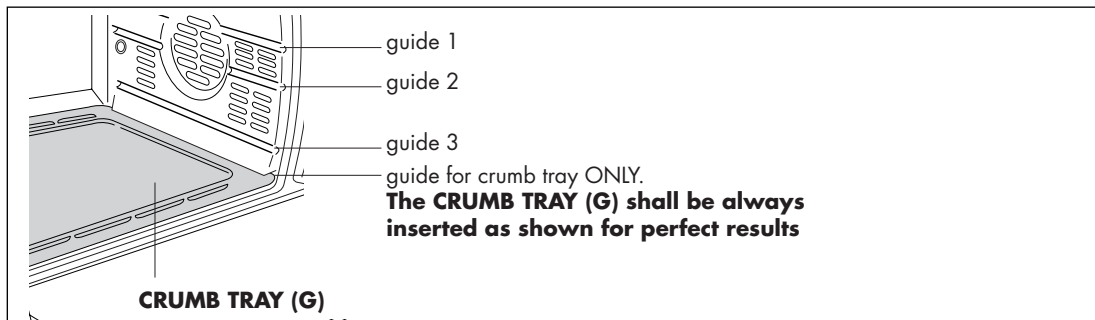 guide 1
guide 2
guide 3
guide for crumb tray ONLY.
The CRUMB TRAY (G) shall be always
inserted as shown for perfect results
CRUMB TRAY (G)